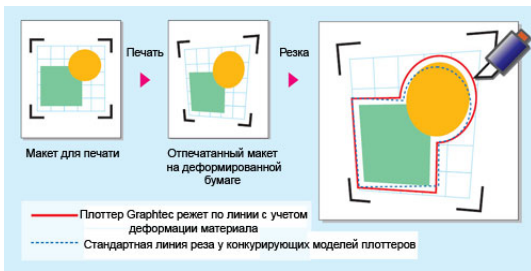 Печать
Резка
Макет для печати
Отпечатанный макет
на деформированной
бумаге
Плоттер Graphtec режет по линии с учетом
деформации материала
Стандартная линия реза у конкурирующих моделей плоттеров